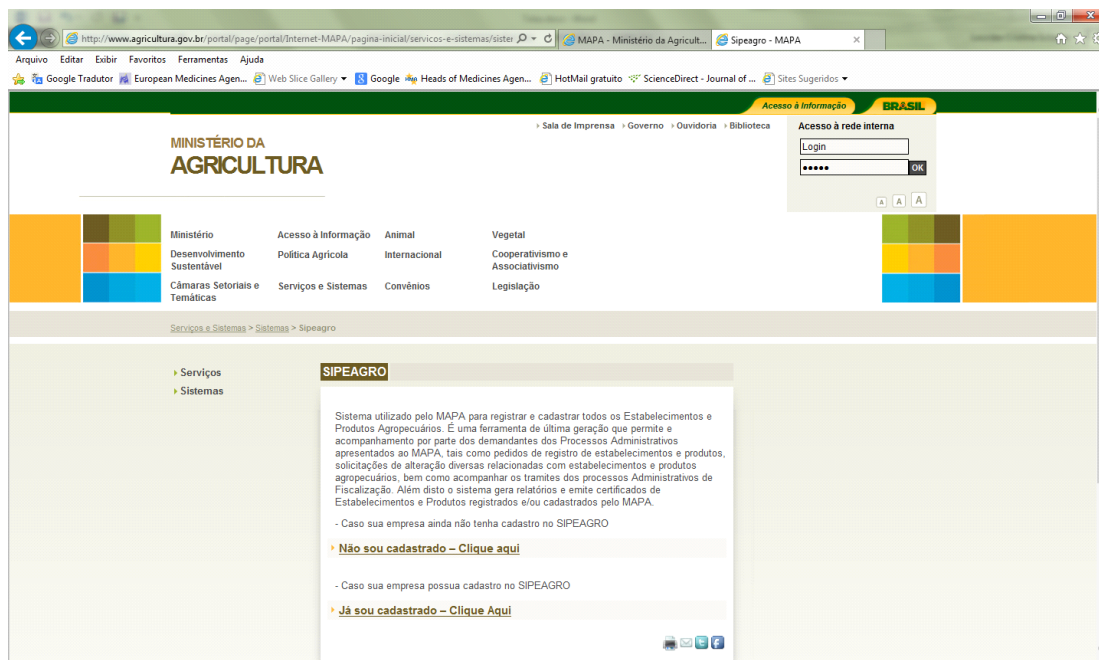 http://www.agricultura.gov.br/portal/page/portal/Internet-MAPA/pagina-inicial/servicos-e-sistemas/sister
MAPA - Ministério da Agricult...
Sipeagro - MAPA
Arquivo Editar Exibir Favoritos Ferramentas Ajuda
Google Tradutor European Medicines Agen... Web Slice Gallery Google Heads of Medicines Agen... HotMail gratuito ScienceDirect - Journal of ... Sites Sugeridos
Acesso à Informação BRASIL
Sala de Imprensa Governo Ouvidoria Biblioteca
Acesso à rede interna
MINISTÉRIO DA
AGRICULTURA
Login
••••• OK
A A A
Ministério Acesso à Informação Animal Vegetal
Desenvolvimento Sustentável Política Agrícola Internacional Cooperativismo e Associativismo
Câmaras Setoriais e Temáticas Serviços e Sistemas Convênios Legislação
Serviços e Sistemas > Sistemas > Sipeagro
Serviços
Sistemas
SIPEAGRO
Sistema utilizado pelo MAPA para registrar e cadastrar todos os Estabelecimentos e
Produtos Agropecuários. É uma ferramenta de última geração que permite e
acompanhamento por parte dos demandantes dos Processos Administrativos
apresentados ao MAPA, tais como pedidos de registro de estabelecimentos e produtos,
solicitações de alteração diversas relacionadas com estabelecimentos e produtos
agropecuários, bem como acompanhar os tramites dos processos Administrativos de
Fiscalização. Além disto o sistema gera relatórios e emite certificados de
Estabelecimentos e Produtos registrados e/ou cadastrados pelo MAPA.
- Caso sua empresa ainda não tenha cadastro no SIPEAGRO
Não sou cadastrado – Clique aqui
- Caso sua empresa possua cadastro no SIPEAGRO
Já sou cadastrado – Clique Aqui